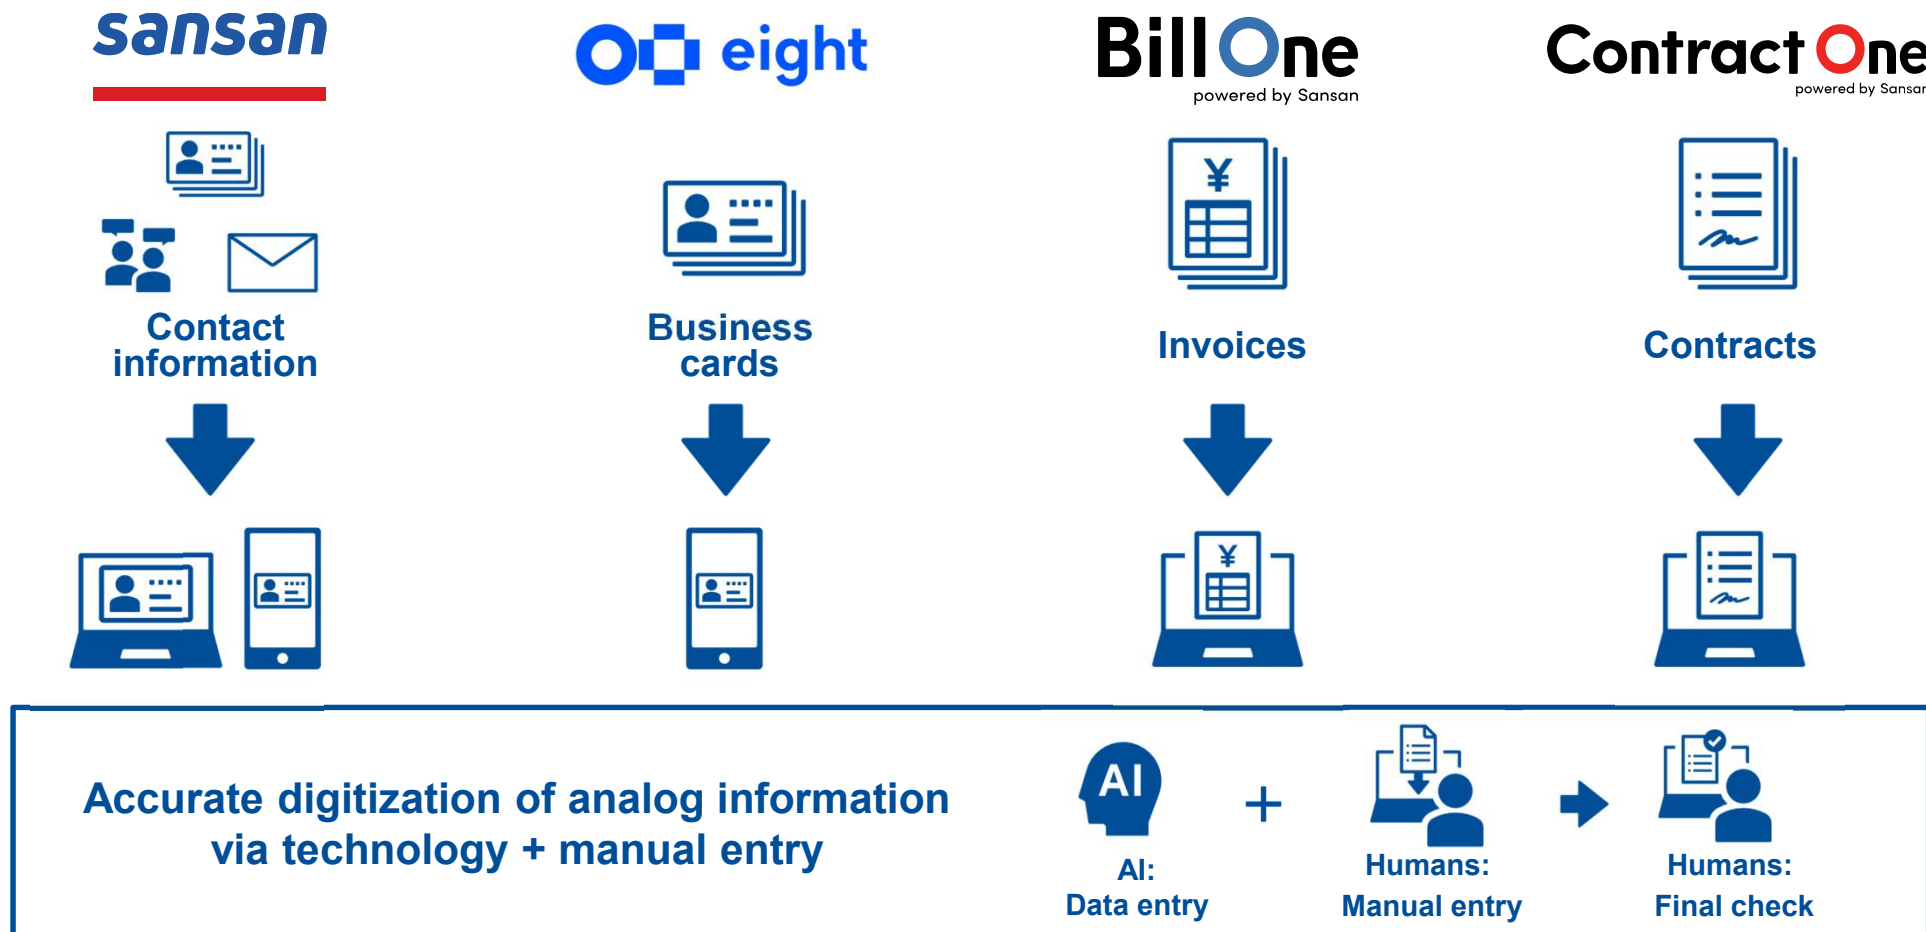 sansan
eight
Bill One
powered by Sansan
Contract One
powered by Sansan
¥
Contact
information
Business
cards
Invoices
Contracts
¥
Accurate digitization of analog information
via technology + manual entry
AI
+
AI:
Data entry
Humans:
Manual entry
Humans:
Final check